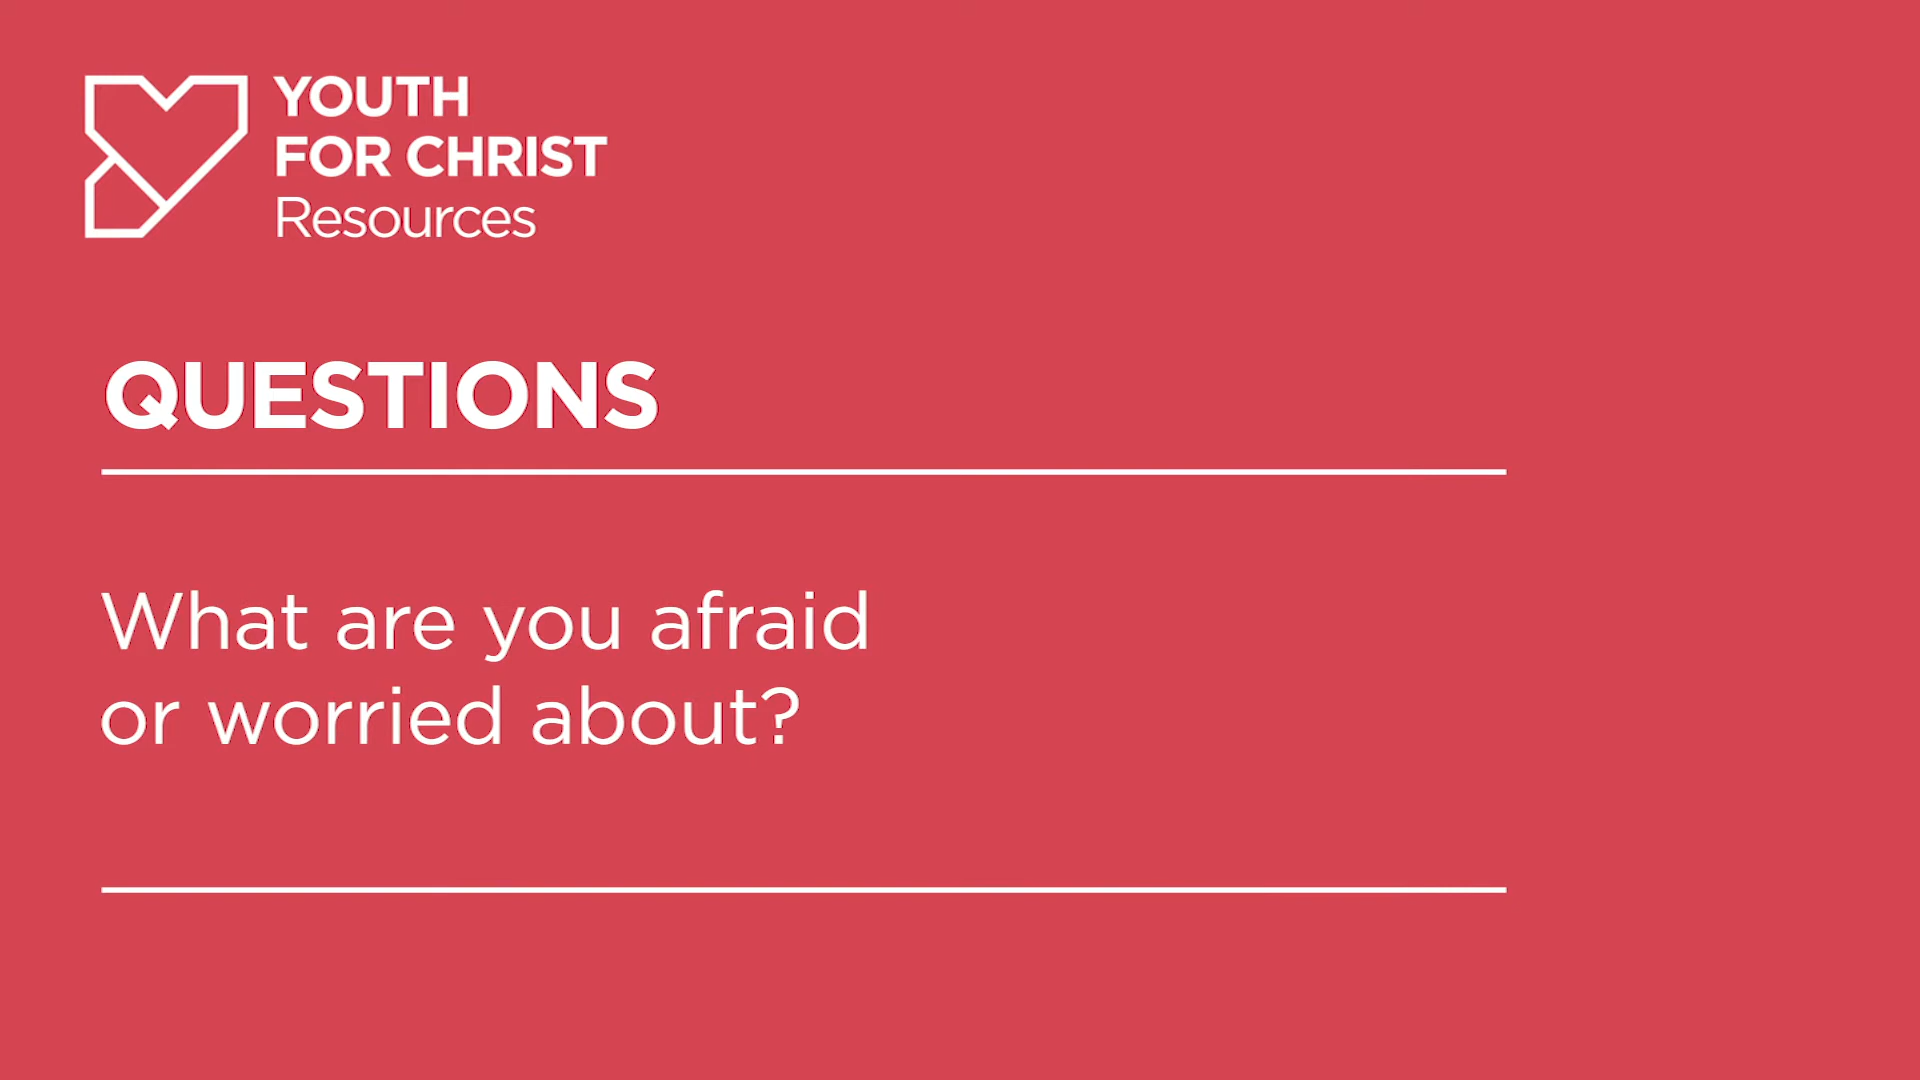 YOUTH
FOR CHRIST
Resources
QUESTIONS
What are you afraid
or worried about?